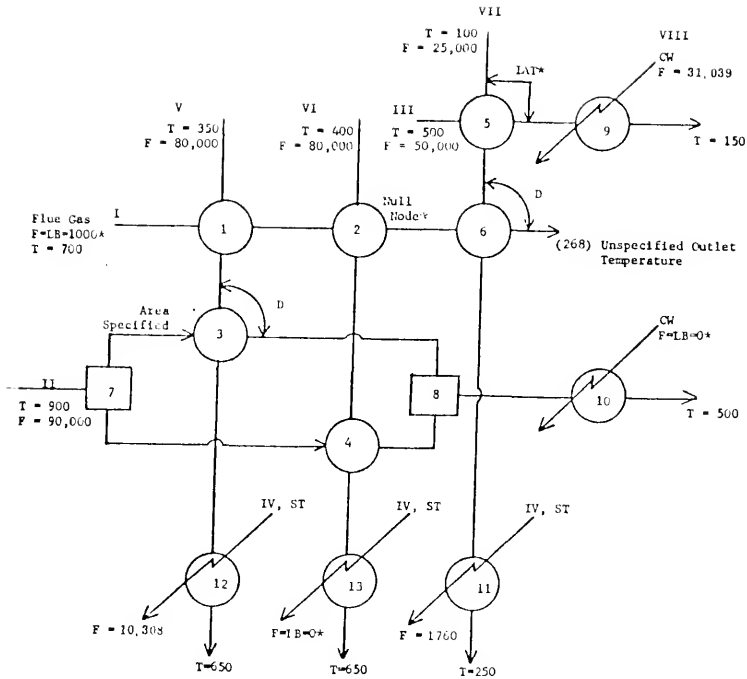 VII
T = 100
F = 25,000
LAT*
VIII
CW
F = 31,039
V
T = 350
F = 80,000
VI
T = 400
F = 80,000
III
T = 500
F = 50,000
5
9
T = 150
I
Flue Gas
F=LB=1000*
T = 700
1
2
Null
Node*
6
D
(268) Unspecified Outlet
Temperature
Area
Specified
3
D
II
T = 900
F = 90,000
7
8
4
CW
F=LB=0*
10
T = 500
IV, ST
12
F = 10,308
T=650
IV, ST
13
F=LB=0*
T=650
IV, ST
11
F = 1760
T=250